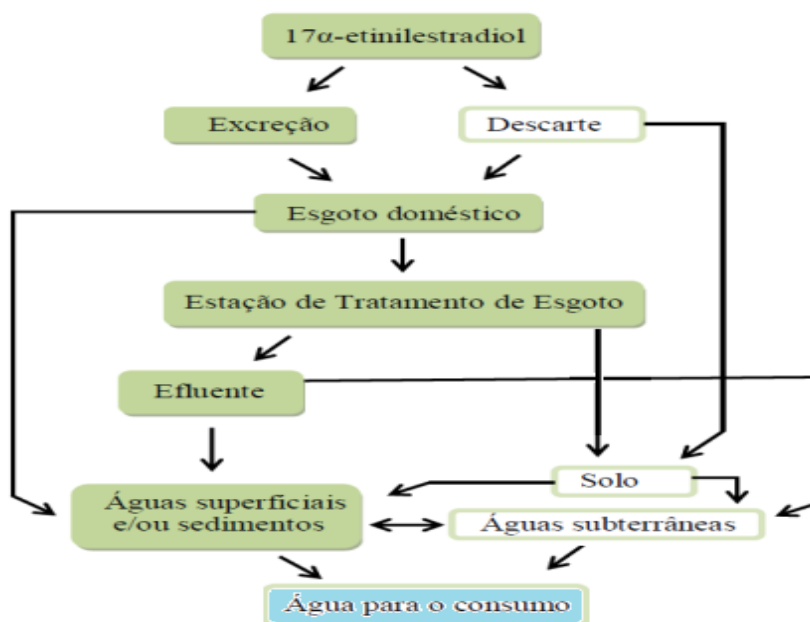 17α-etinilestradiol
Excreção
Descarte
Esgoto doméstico
Estação de Tratamento de Esgoto
Efluente
Solo
Águas superficiais
e/ou sedimentos
Águas subterrâneas
Água para o consumo